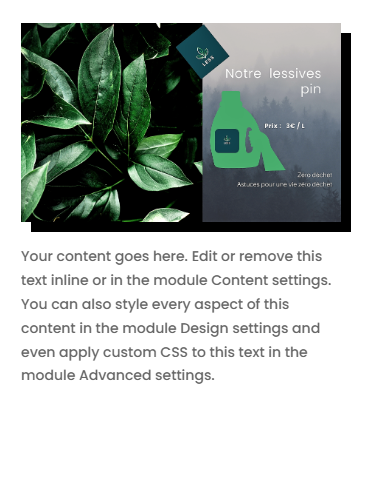 LESS
Notre lessives
pin
Prix : 3€ / L
Zéro déchet
Astuces pour une vie zéro déchet
Your content goes here. Edit or remove this
text inline or in the module Content settings.
You can also style every aspect of this
content in the module Design settings and
even apply custom CSS to this text in the
module Advanced settings.